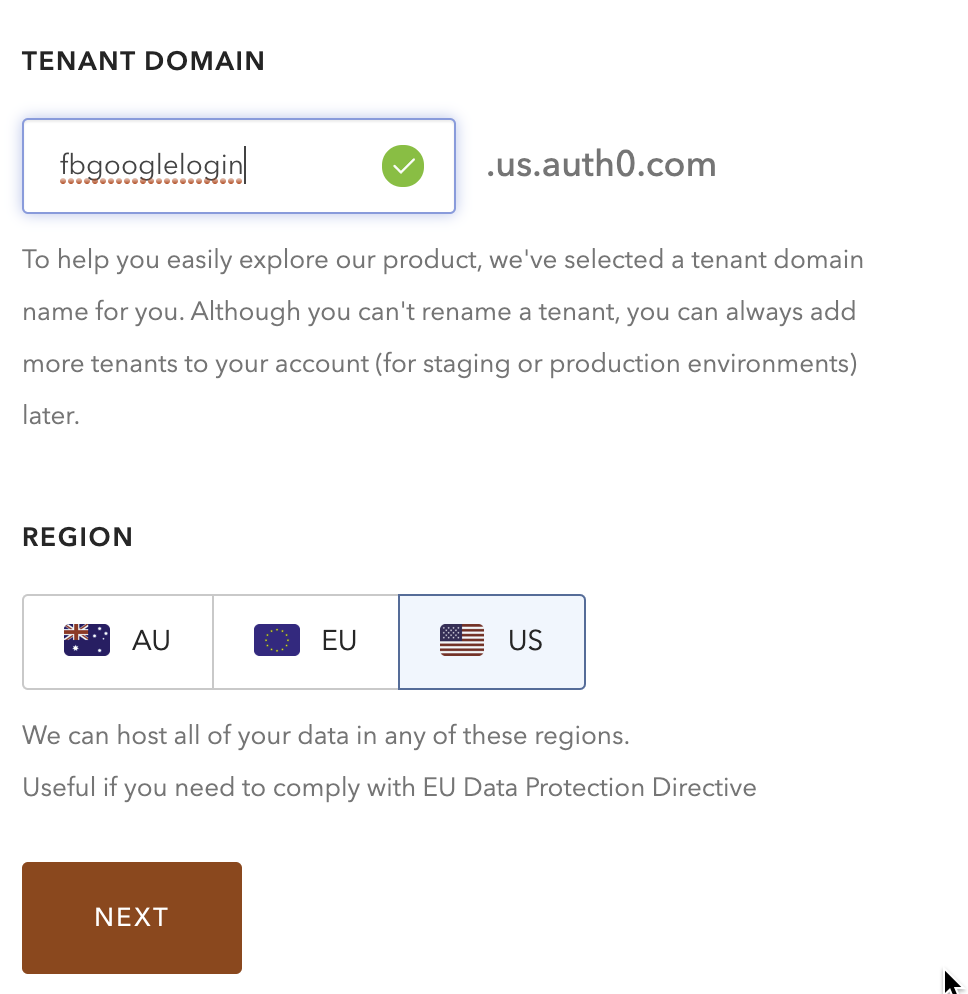 TENANT DOMAIN
fbgooglelogin .us.auth0.com
To help you easily explore our product, we've selected a tenant domain
name for you. Although you can't rename a tenant, you can always add
more tenants to your account (for staging or production environments)
later.
REGION
AU EU US
We can host all of your data in any of these regions.
Useful if you need to comply with EU Data Protection Directive
NEXT